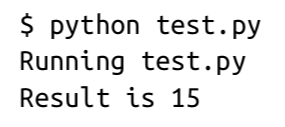 $ python test.py
Running test.py
Result is 15